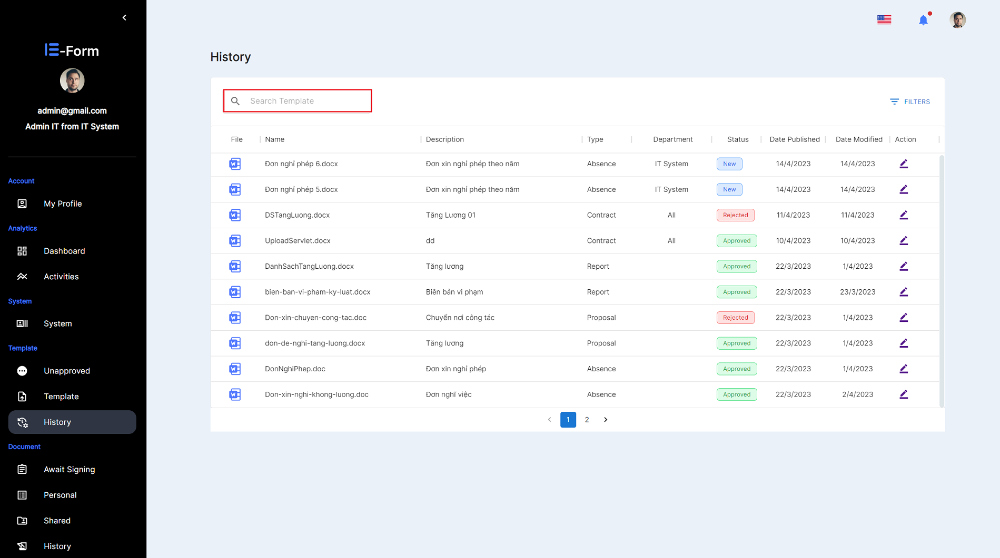 E-Form
admin@gmail.com
Admin IT from IT System
Account
My Profile
Analytics
Dashboard
Activities
System
System
Template
Unapproved
Template
History
Document
Await Signing
Personal
Shared
History
History
Search Template
FILTERS
File Name Description Type Department Status Date Published Date Modified Action
Đơn nghỉ phép 6.docx Đơn xin nghỉ phép theo năm Absence IT System New 14/4/2023 14/4/2023
Đơn nghỉ phép 5.docx Đơn xin nghỉ phép theo năm Absence IT System New 14/4/2023 14/4/2023
DSTangLuong.docx Tăng Lương 01 Contract All Rejected 11/4/2023 11/4/2023
UploadServlet.docx dd Contract All Approved 10/4/2023 10/4/2023
DanhSachTangLuong.docx Tăng lương Report Approved 22/3/2023 1/4/2023
bien-ban-vi-pham-ky-luat.docx Biên bản vi phạm Report Approved 22/3/2023 23/3/2023
Don-xin-chuyen-cong-tac.doc Chuyển nơi công tác Proposal Rejected 22/3/2023 1/4/2023
don-de-nghi-tang-luong.docx Tăng lương Proposal Approved 22/3/2023 1/4/2023
DonNghiPhep.doc Đơn xin nghỉ phép Absence Approved 22/3/2023 1/4/2023
Don-xin-nghi-khong-luong.doc Đơn nghĩ việc Absence Approved 22/3/2023 2/4/2023
1 2